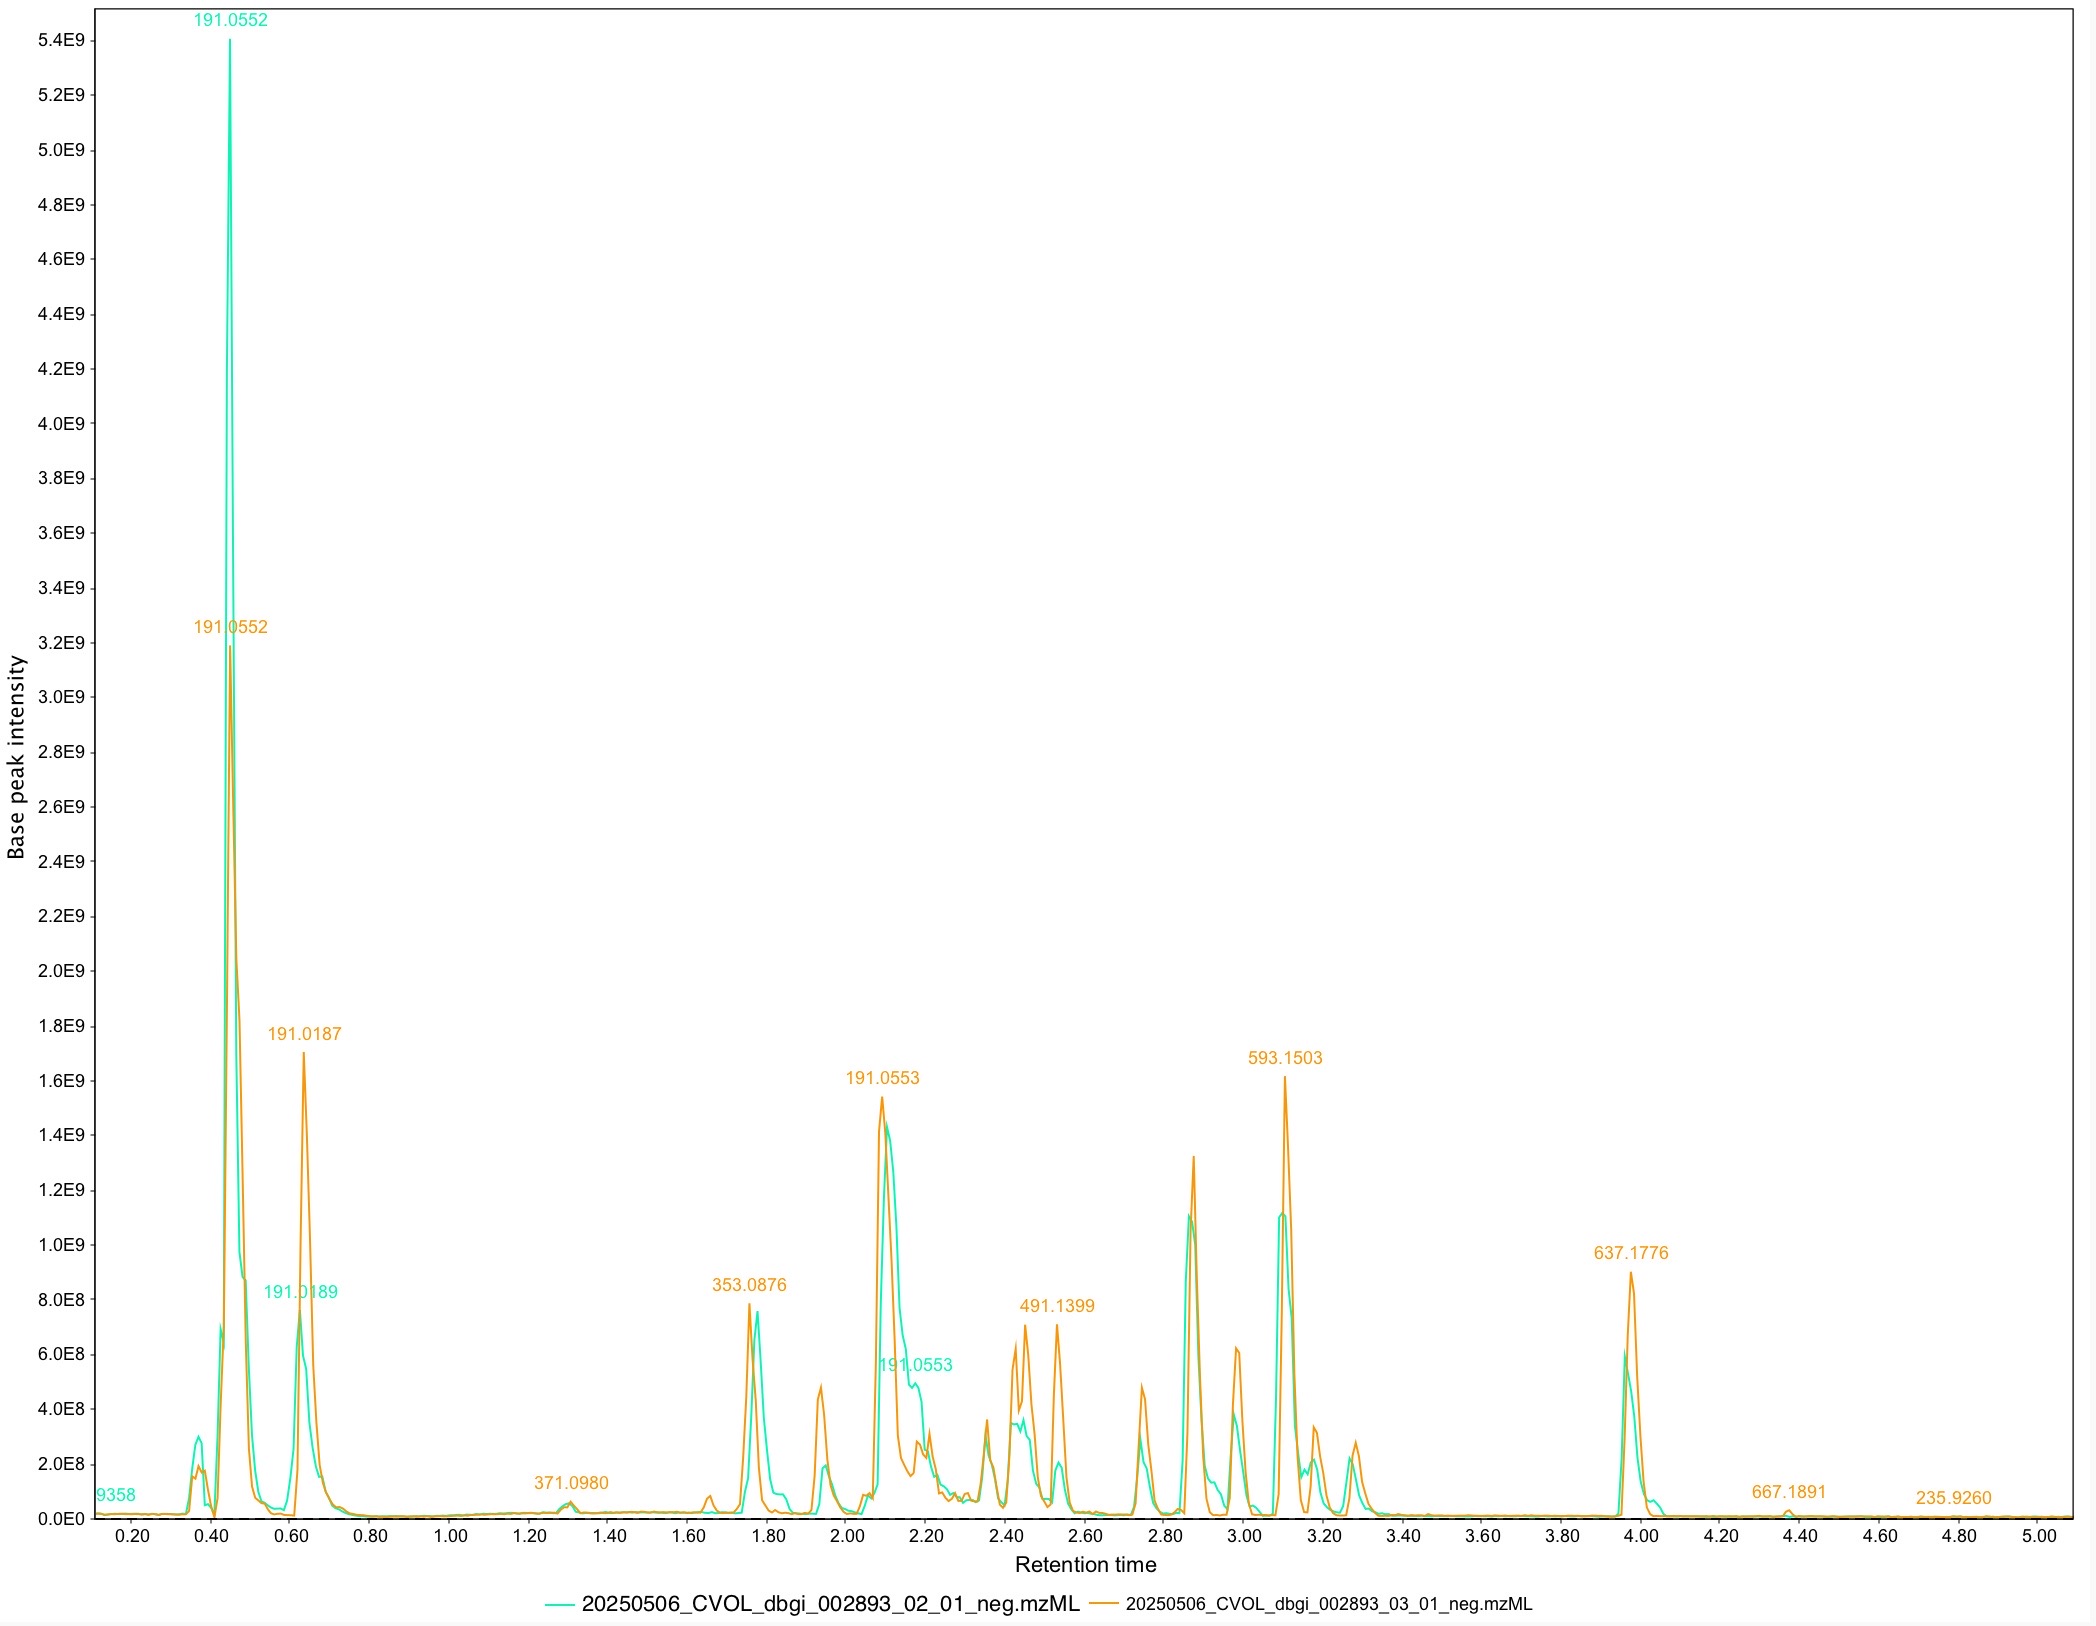 191.0552
5.4E9
5.2E9
5.0E9
4.8E9
4.6E9
4.4E9
4.2E9
4.0E9
3.8E9
3.6E9
3.4E9
191.0552
3.2E9
3.0E9
2.8E9
2.6E9
2.4E9
2.2E9
2.0E9
1.8E9
191.0187
593.1503
1.6E9
191.0553
1.4E9
1.2E9
1.0E9
637.1776
353.0876
191.0189
8.0E8
491.1399
6.0E8
191.0553
4.0E8
2.0E8
371.0980
9358
667.1891
235.9260
0.0E0
0.20 0.40 0.60 0.80 1.00 1.20 1.40 1.60 1.80 2.00 2.20 2.40 2.60 2.80 3.00 3.20 3.40 3.60 3.80 4.00 4.20 4.40 4.60 4.80 5.00
Base peak intensity
Retention time
20250506_CVOL_dbgi_002893_02_01_neg.mzML 20250506_CVOL_dbgi_002893_03_01_neg.mzML